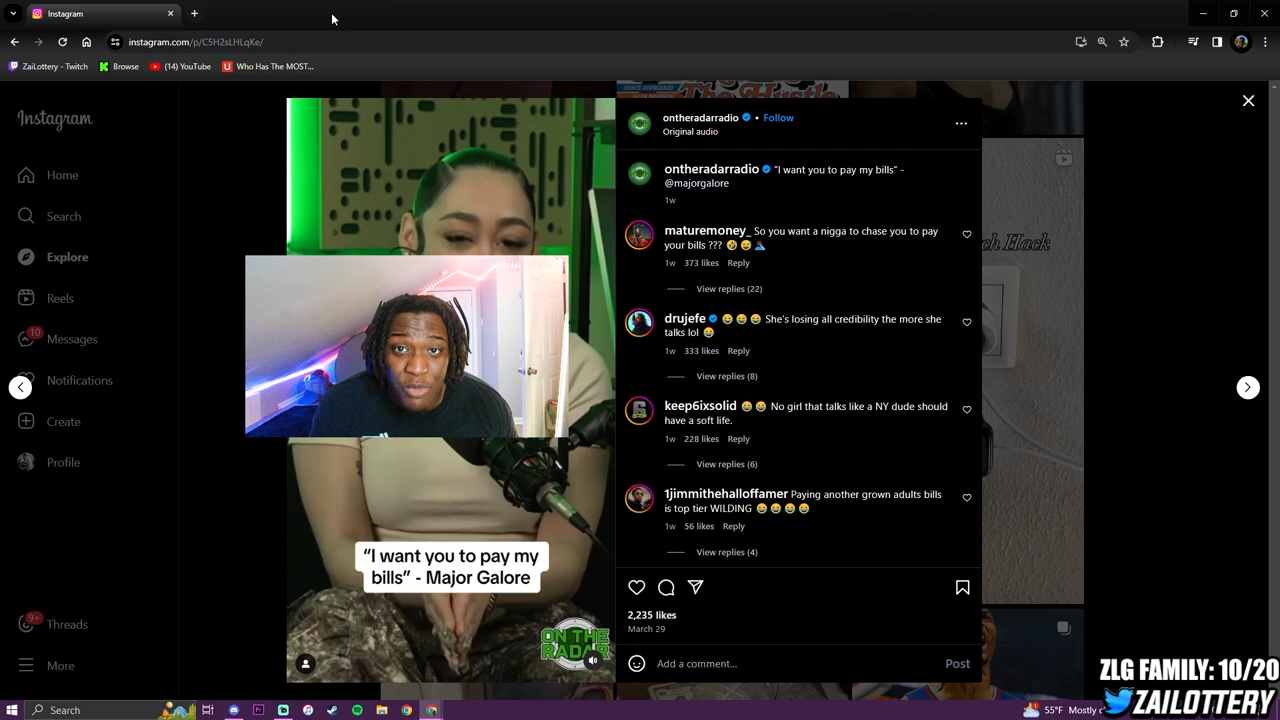 Instagram
instagram.com/p/C5H2sLHLqKe/
ZaiLottery - Twitch
Browse
(14) YouTube
Who Has The MOST...
Instagram
Home
Search
Explore
Reels
10
Messages
Notifications
Create
Profile
9+
Threads
More
The Hustle
ch Hack
"I want you to pay my
bills” - Major Galore
ON THE
RADAR
ontheradarradio • Follow
Original audio
ontheradarradio “I want you to pay my bills” -
@majorgalore
1w
maturemoney_ So you want a nigga to chase you to pay
your bills ??? 🤣 😅 🤦🏿‍♂️
1w 373 likes Reply
View replies (22)
drujefe 😂 😂 😂 She's losing all credibility the more she
talks lol 😂
1w 333 likes Reply
View replies (8)
keep6ixsolid 😂 😂 No girl that talks like a NY dude should
have a soft life.
1w 228 likes Reply
View replies (6)
1jimmithehalloffamer Paying another grown adults bills
is top tier WILDING 😂 😂 😂 😂
1w 56 likes Reply
View replies (4)
2,235 likes
March 29
Add a comment...
Post
ZLG FAMILY: 10/20
ZAILOTTERY
Search
55°F Mostly c